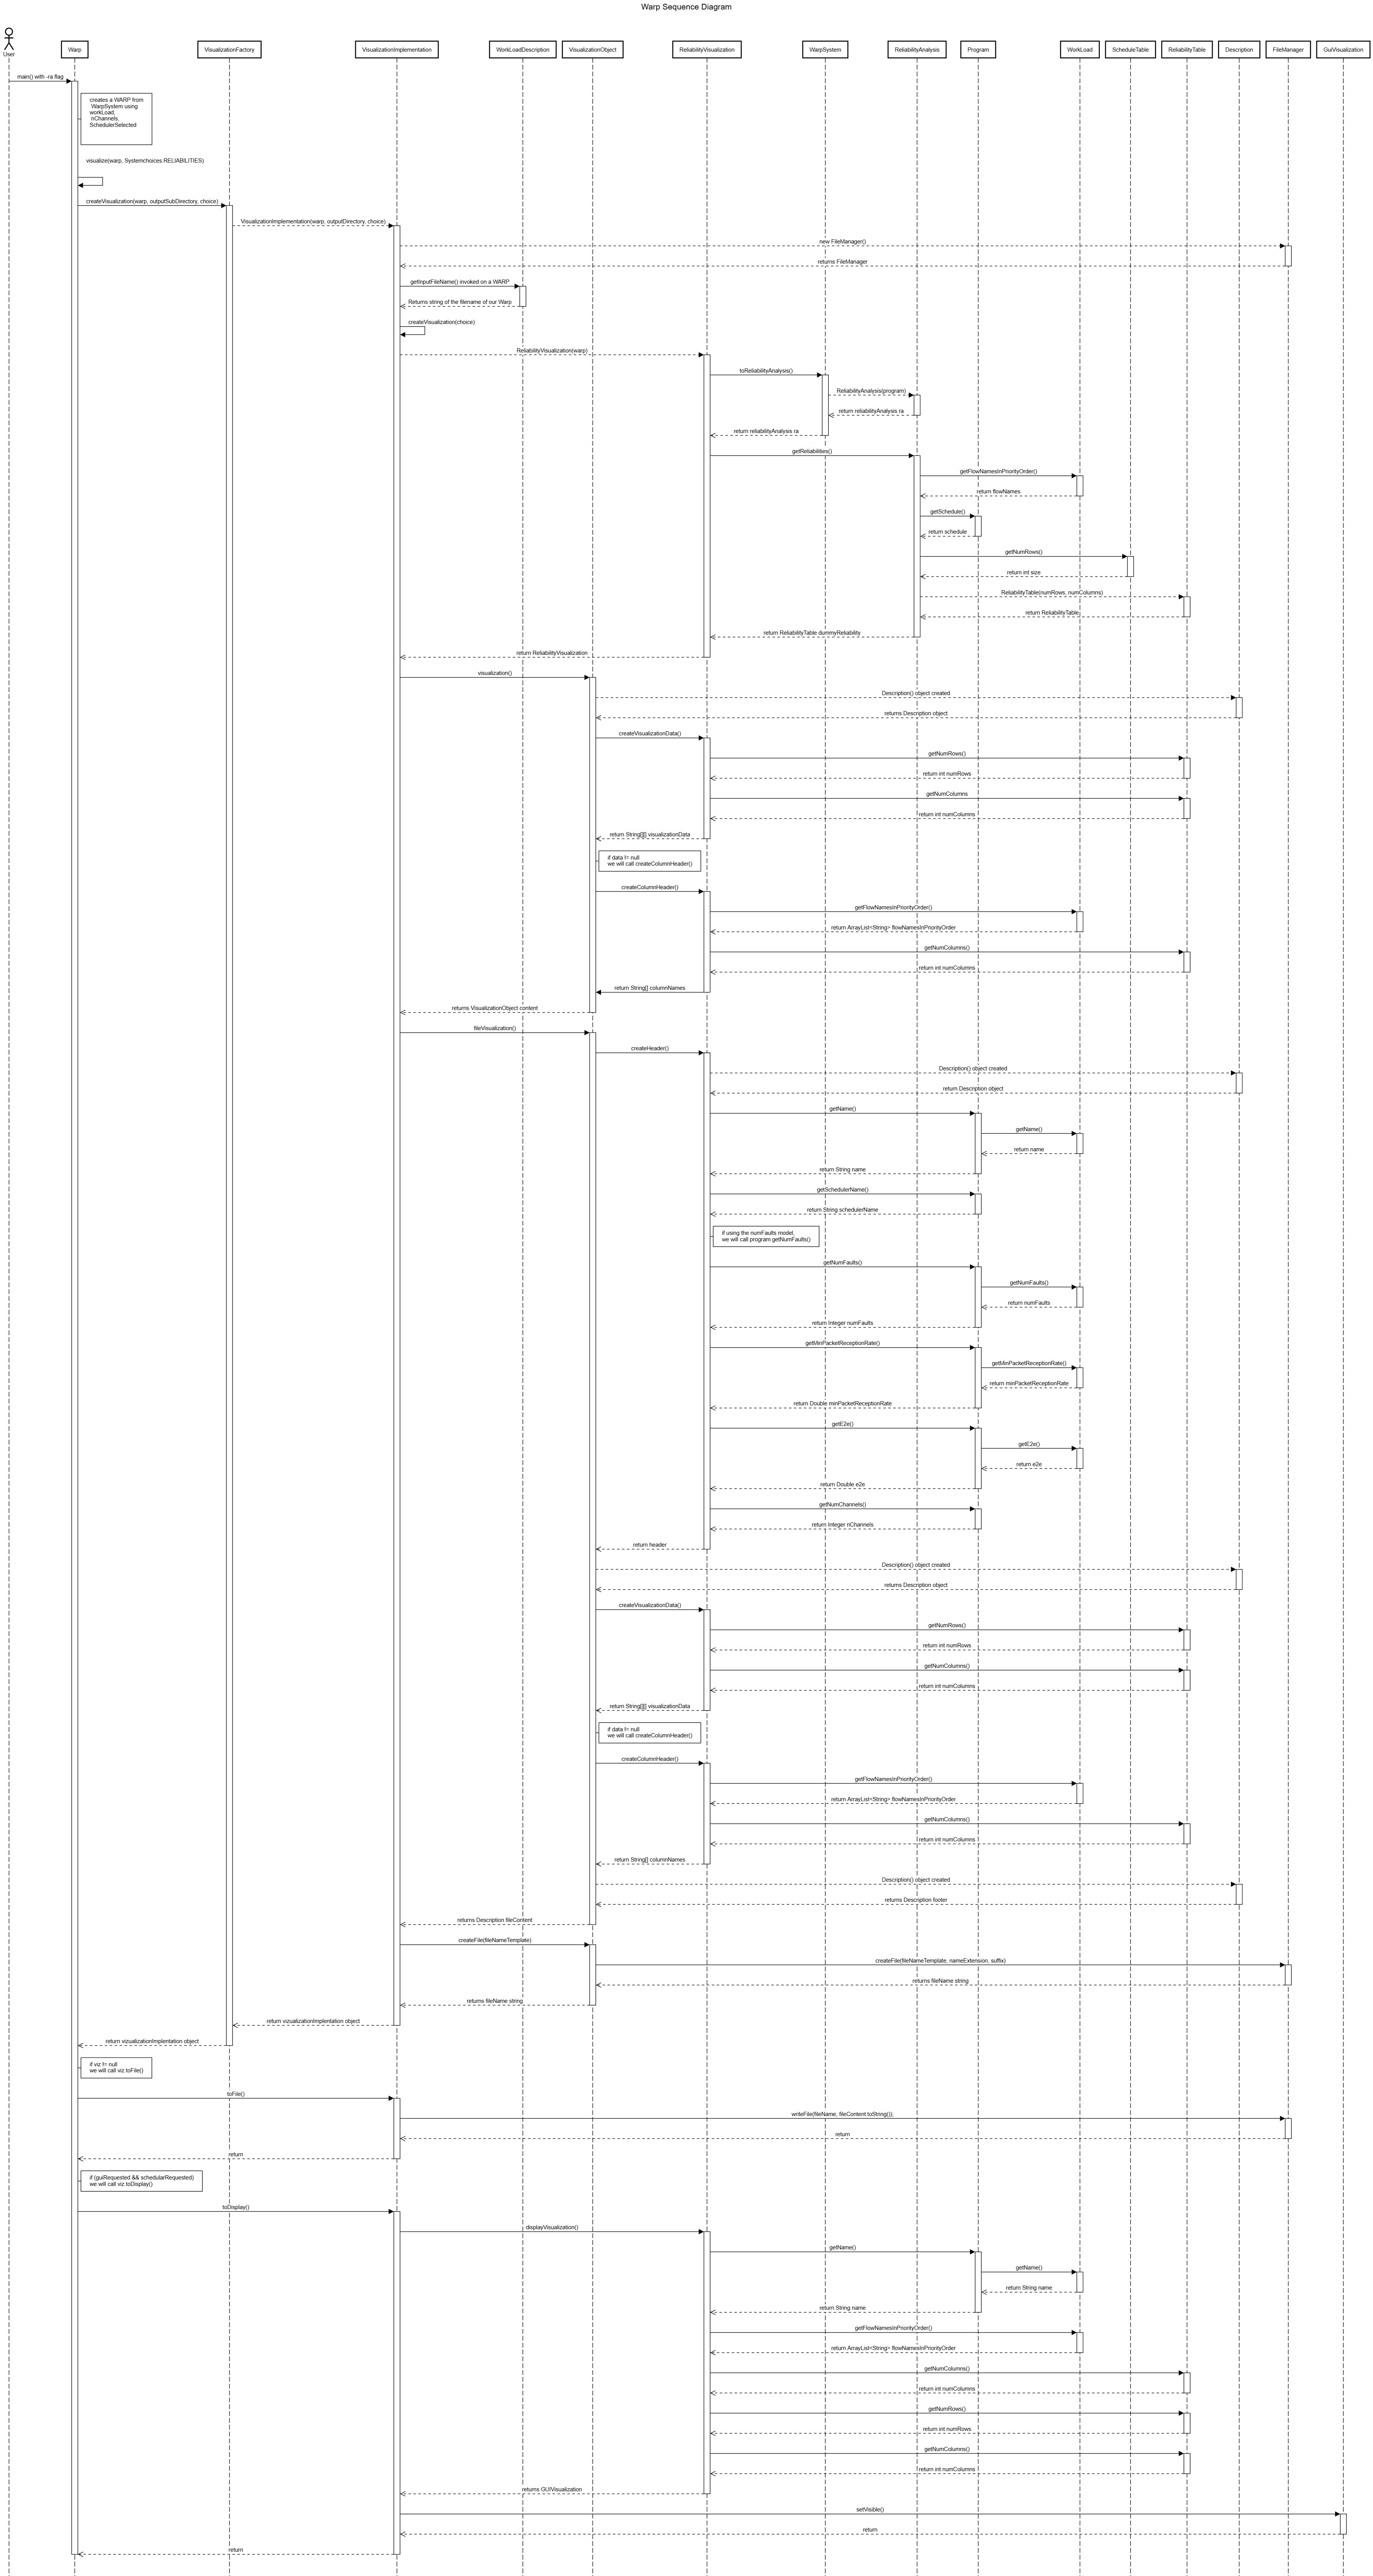 Warp Sequence Diagram
User
Warp
VisualizationFactory
VisualizationImplementation
WorkLoadDescription
VisualizationObject
ReliabilityVisualization
WarpSystem
ReliabilityAnalysis
Program
WorkLoad
ScheduleTable
ReliabilityTable
Description
FileManager
GuiVisualization
main() with -ra flag
creates a WARP from
WarpSystem using
workLoad,
nChannels,
SchedulerSelected
visualize(warp, Systemchoices.RELIABILITIES)
createVisualization(warp, outputSubDirectory, choice)
VisualizationImplementation(warp, outputDirectory, choice)
new FileManager()
returns FileManager
getInputFileName() invoked on a WARP
Returns string of the filename of our Warp
createVisualization(choice)
ReliabilityVisualization(warp)
toReliabilityAnalysis()
ReliabilityAnalysis(program)
return reliabilityAnalysis ra
return reliabilityAnalysis ra
getReliabilities()
getFlowNamesInPriorityOrder()
return flowNames
getSchedule()
return schedule
getNumRows()
return int size
ReliabilityTable(numRows, numColumns)
return ReliabilityTable
return ReliabilityTable dummyReliability
return ReliabilityVisualization
visualization()
Description() object created
returns Description object
createVisualizationData()
getNumRows()
return int numRows
getNumColumns
return int numColumns
return String[][] visualizationData
if data != null
we will call createColumnHeader()
createColumnHeader()
getFlowNamesInPriorityOrder()
return ArrayList<String> flowNamesInPriorityOrder
getNumColumns()
return int numColumns
return String[] columnNames
returns VisualizationObject content
fileVisualization()
createHeader()
Description() object created
return Description object
getName()
getName()
return name
return String name
getSchedulerName()
return String schedulerName
if using the numFaults model,
we will call program getNumFaults()
getNumFaults()
getNumFaults()
return numFaults
return Integer numFaults
getMinPacketReceptionRate()
getMinPacketReceptionRate()
return minPacketReceptionRate
return Double minPacketReceptionRate
getE2e()
getE2e()
return e2e
return Double e2e
getNumChannels()
return Integer nChannels
return header
Description() object created
returns Description object
createVisualizationData()
getNumRows()
return int numRows
getNumColumns()
return int numColumns
return String[][] visualizationData
if data != null
we will call createColumnHeader()
createColumnHeader()
getFlowNamesInPriorityOrder()
return ArrayList<String> flowNamesInPriorityOrder
getNumColumns()
return int numColumns
return String[] columnNames
Description() object created
returns Description footer
returns Description fileContent
createFile(fileNameTemplate)
createFile(fileNameTemplate, nameExtension, suffix)
returns fileName string
returns fileName string
return vizualizationImplentation object
return vizualizationImplentation object
if viz != null
we will call viz.toFile()
toFile()
writeFile(fileName, fileContent.toString());
return
return
if (guiRequested && schedularRequested)
we will call viz.toDisplay()
toDisplay()
displayVisualization()
getName()
getName()
return String name
return String name
getFlowNamesInPriorityOrder()
return ArrayList<String> flowNamesInPriorityOrder
getNumColumns()
return int numColumns
getNumRows()
return int numRows
getNumColumns()
return int numColumns
returns GUIVisualization
setVisible()
return
return